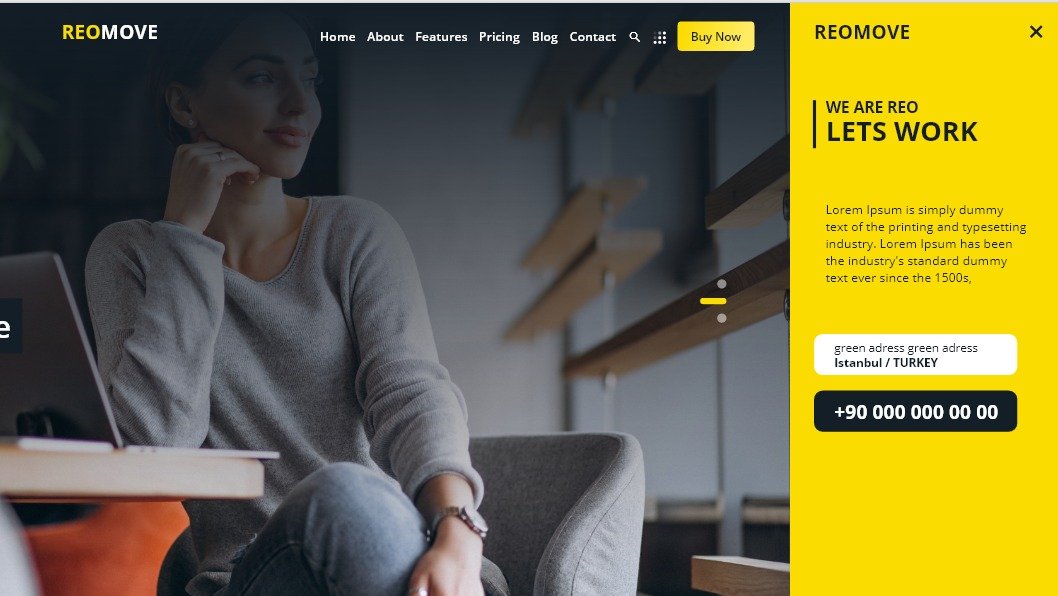 REOMOVE
Home About Features Pricing Blog Contact Buy Now
e
REOMOVE
WE ARE REO
LETS WORK
Lorem Ipsum is simply dummy
text of the printing and typesetting
industry. Lorem Ipsum has been
the industry's standard dummy
text ever since the 1500s,
green adress green adress
Istanbul / TURKEY
+90 000 000 00 00